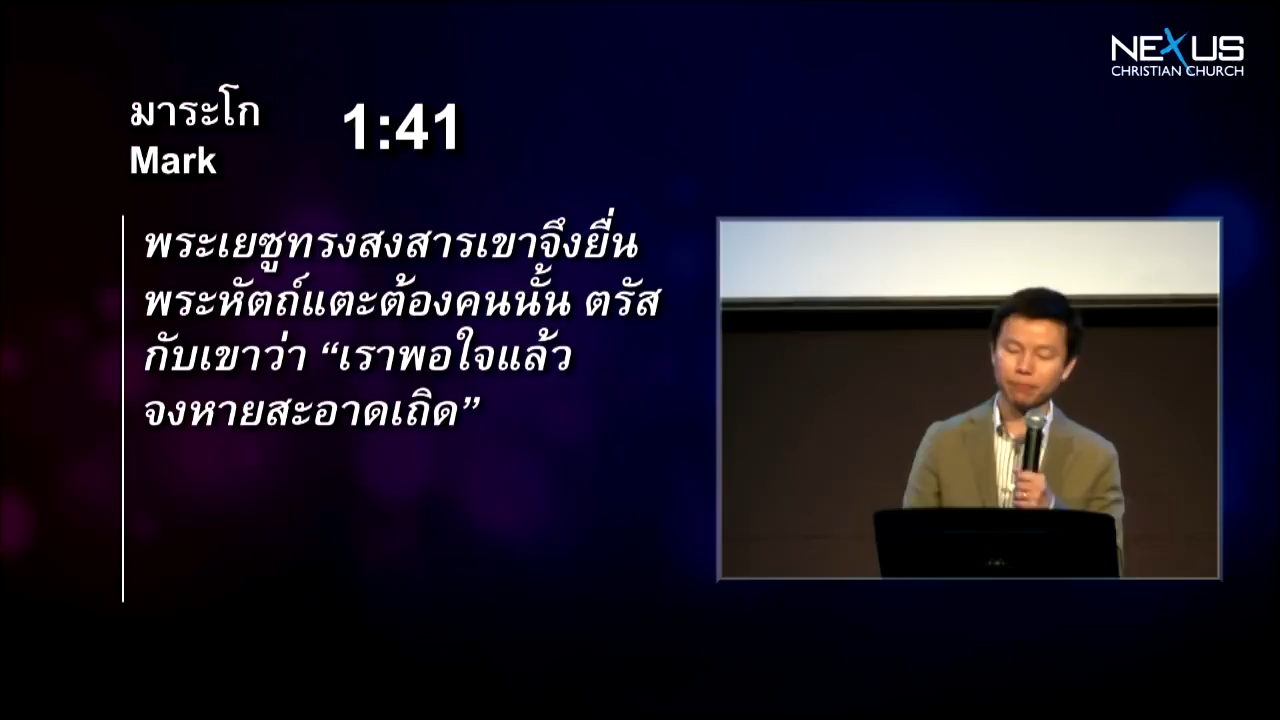 NEXUS
CHRISTIAN CHURCH
มาระโก
Mark
1:41
พระเยซูทรงสงสารเขาจึงยื่น
พระหัตถ์แตะต้องคนนั้น ตรัส
กับเขาว่า “เราพอใจแล้ว
จงหายสะอาดเถิด”